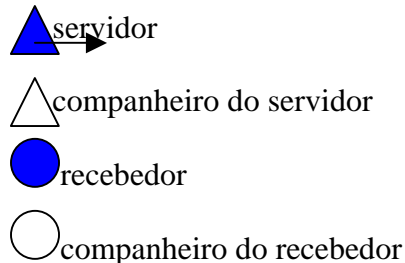 servidor
companheiro do servidor
recebedor
companheiro do recebedor